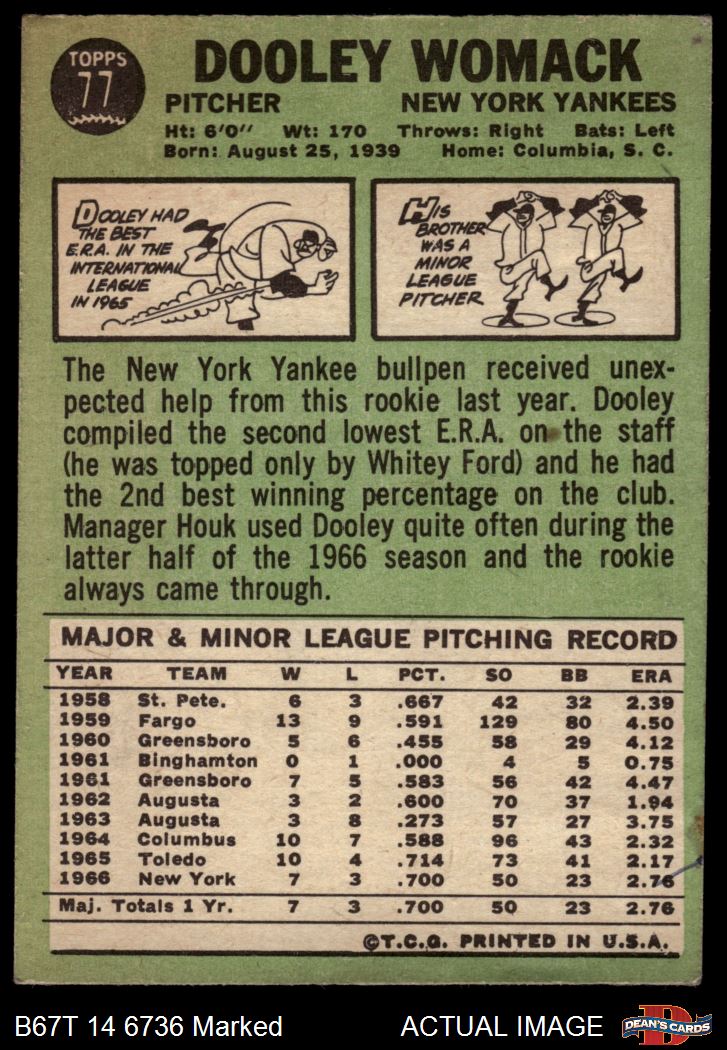 TOPPS
77
DOOLEY WOMACK
PITCHER NEW YORK YANKEES
Ht: 6'0" Wt: 170 Throws: Right Bats: Left
Born: August 25, 1939 Home: Columbia, S. C.
DOOLEY HAD
THE BEST
E.R.A. IN THE
INTERNATIONAL
LEAGUE
IN 1965
HIS
BROTHER
WAS A
MINOR
LEAGUE
PITCHER
The New York Yankee bullpen received unex-
pected help from this rookie last year. Dooley
compiled the second lowest E.R.A. on the staff
(he was topped only by Whitey Ford) and he had
the 2nd best winning percentage on the club.
Manager Houk used Dooley quite often during the
latter half of the 1966 season and the rookie
always came through.
MAJOR & MINOR LEAGUE PITCHING RECORD
YEAR TEAM W L PCT. SO BB ERA
1958 St. Pete. 6 3 .667 42 32 2.39
1959 Fargo 13 9 .591 129 80 4.50
1960 Greensboro 5 6 .455 58 29 4.12
1961 Binghamton 0 1 .000 4 5 0.75
1961 Greensboro 7 5 .583 56 42 4.47
1962 Augusta 3 2 .600 70 37 1.94
1963 Augusta 3 8 .273 57 27 3.75
1964 Columbus 10 7 .588 96 43 2.32
1965 Toledo 10 4 .714 73 41 2.17
1966 New York 7 3 .700 50 23 2.76
Maj. Totals 1 Yr. 7 3 .700 50 23 2.76
©T.C.G. PRINTED IN U.S.A.
B67T 14 6736 Marked ACTUAL IMAGE
D
DEAN'S CARDS